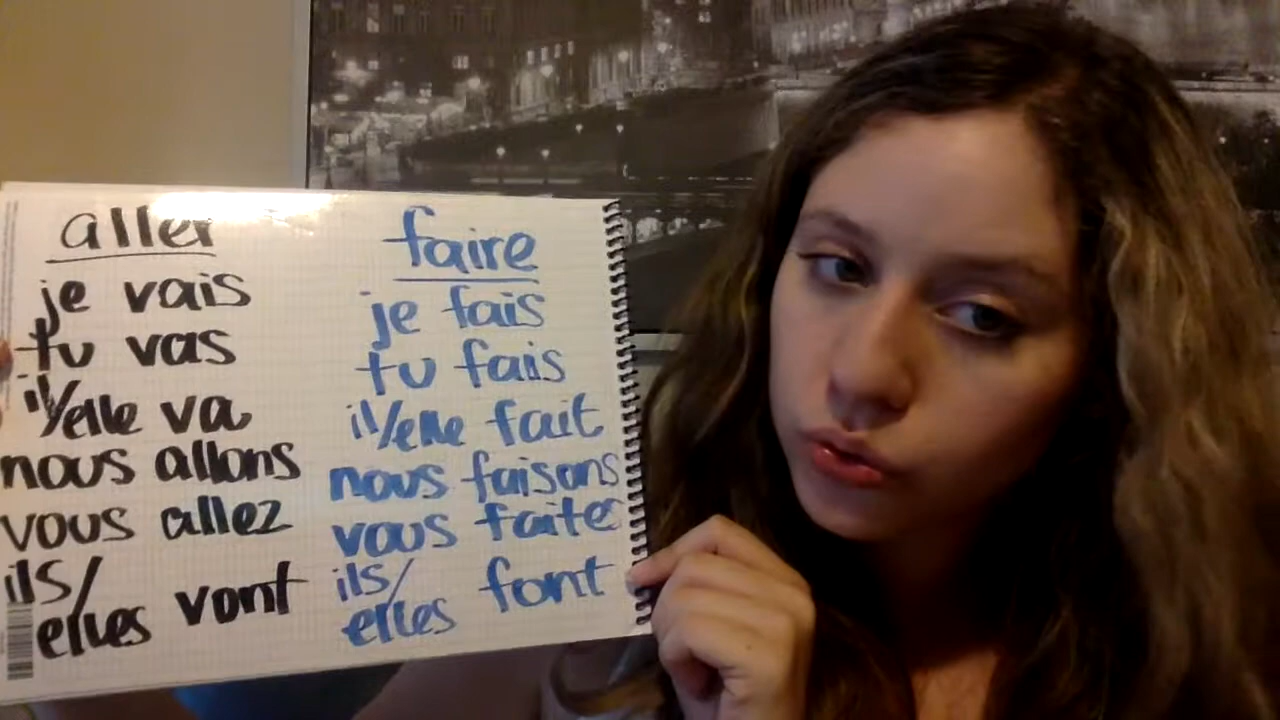 aller
je vais
tu vas
il/elle va
nous allons
vous allez
ils/
elles vont
faire
je fais
tu fais
il/elle fait
nous faisons
vous faites
ils/
elles font